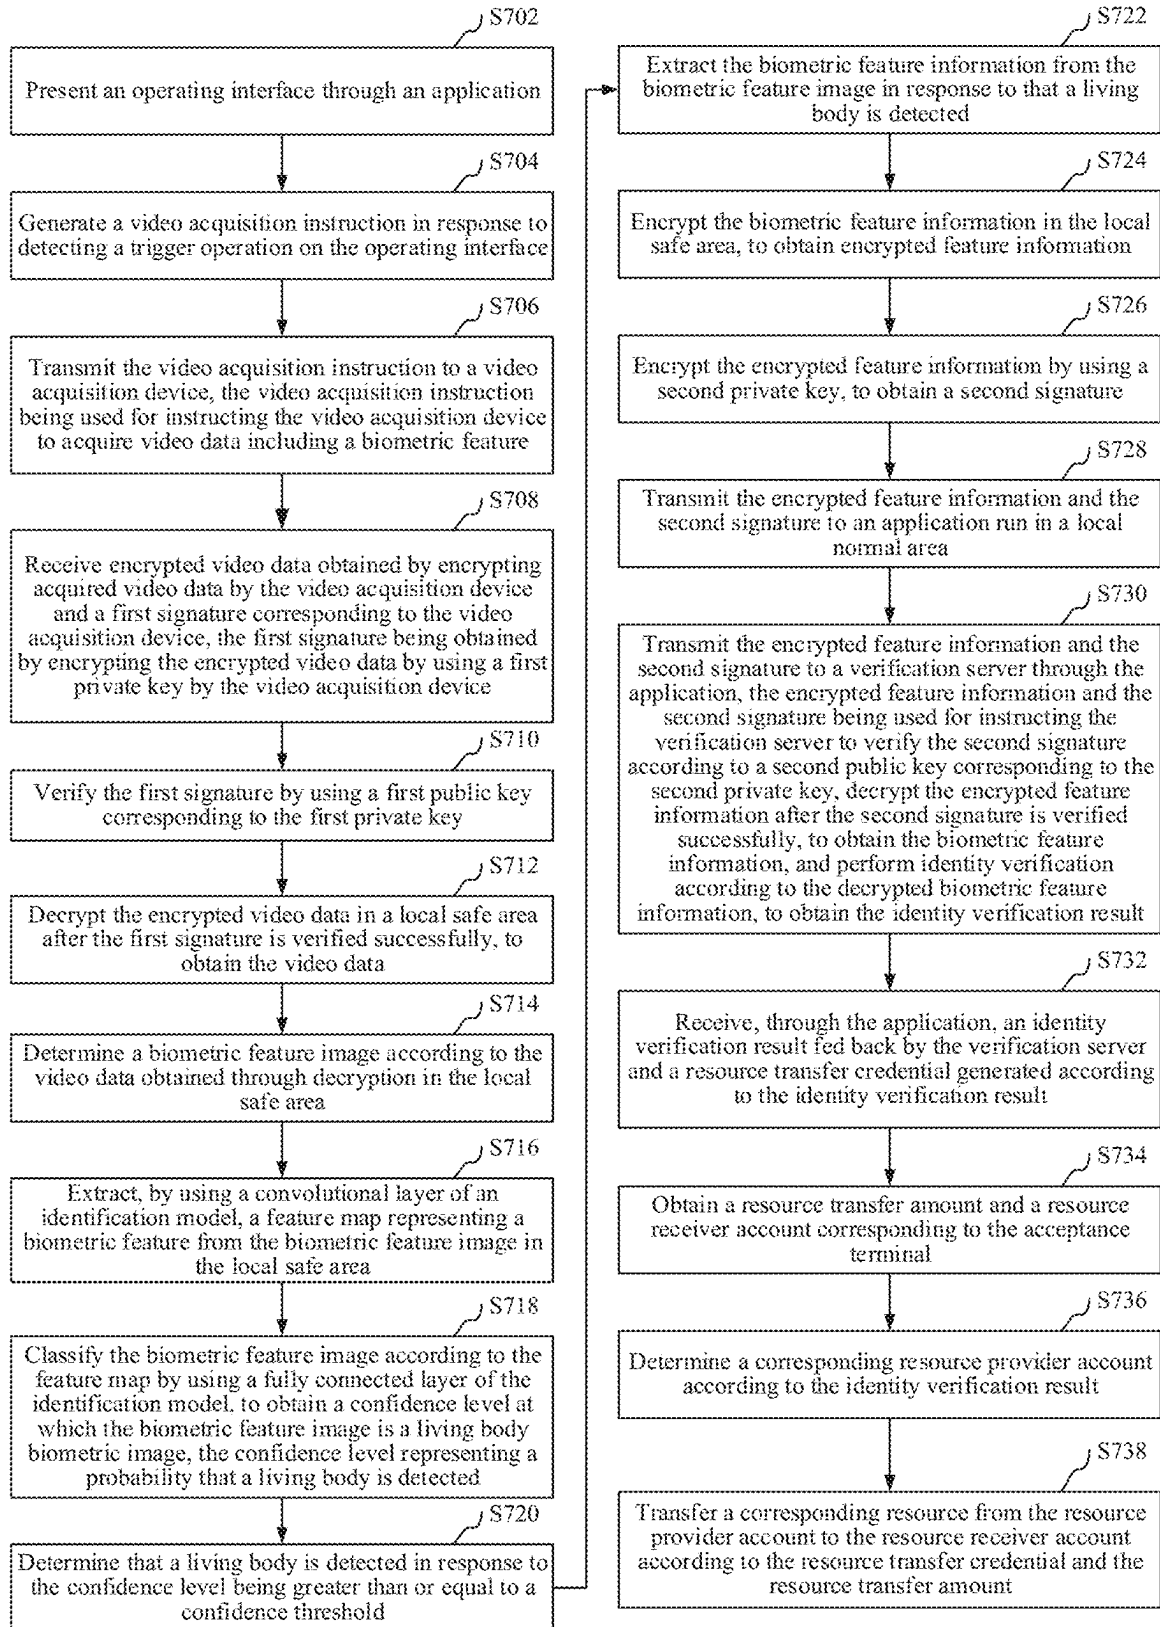 S702
Present an operating interface through an application
S704
Generate a video acquisition instruction in response to
detecting a trigger operation on the operating interface
S706
Transmit the video acquisition instruction to a video
acquisition device, the video acquisition instruction
being used for instructing the video acquisition device
to acquire video data including a biometric feature
S708
Receive encrypted video data obtained by encrypting
acquired video data by the video acquisition device
and a first signature corresponding to the video
acquisition device, the first signature being obtained
by encrypting the encrypted video data by using a first
private key by the video acquisition device
S710
Verify the first signature by using a first public key
corresponding to the first private key
S712
Decrypt the encrypted video data in a local safe area
after the first signature is verified successfully, to
obtain the video data
S714
Determine a biometric feature image according to the
video data obtained through decryption in the local
safe area
S716
Extract, by using a convolutional layer of an
identification model, a feature map representing a
biometric feature from the biometric feature image in
the local safe area
S718
Classify the biometric feature image according to the
feature map by using a fully connected layer of the
identification model. to obtain a confidence level at
which the biometric feature image is a living body
biometric image, the confidence level representing a
probability that a living body is detected
S720
Determine that a living body is detected in response to
the confidence level being greater than or equal to a
confidence threshold
S722
Extract the biometric feature information from the
biometric feature image in response to that a living
body is detected
S724
Encrypt the biometric feature information in the local
safe area, to obtain encrypted feature information
S726
Encrypt the encrypted feature information by using a
second private key, to obtain a second signature
S728
Transmit the encrypted feature information and the
second signature to an application run in a local
normal area
S730
Transmit the encrypted feature information and the
second signature to a verification server through the
application, the encrypted feature information and the
second signature being used for instructing the
verification server to verify the second signature
according to a second public key corresponding to the
second private key, decrypt the encrypted feature
information after the second signature is verified
successfully, to obtain the biometric feature
information, and perform identity verification
according to the decrypted biometric feature
information, to obtain the identity verification result
S732
Receive, through the application, an identity
verification result fed back by the verification server
and a resource transfer credential generated according
to the identity verification result
S734
Obtain a resource transfer amount and a resource
receiver account corresponding to the acceptance
terminal
S736
Determine a corresponding resource provider account
according to the identity verification result
S738
Transfer a corresponding resource from the resource
provider account to the resource receiver account
according to the resource transfer credential and the
resource transfer amount